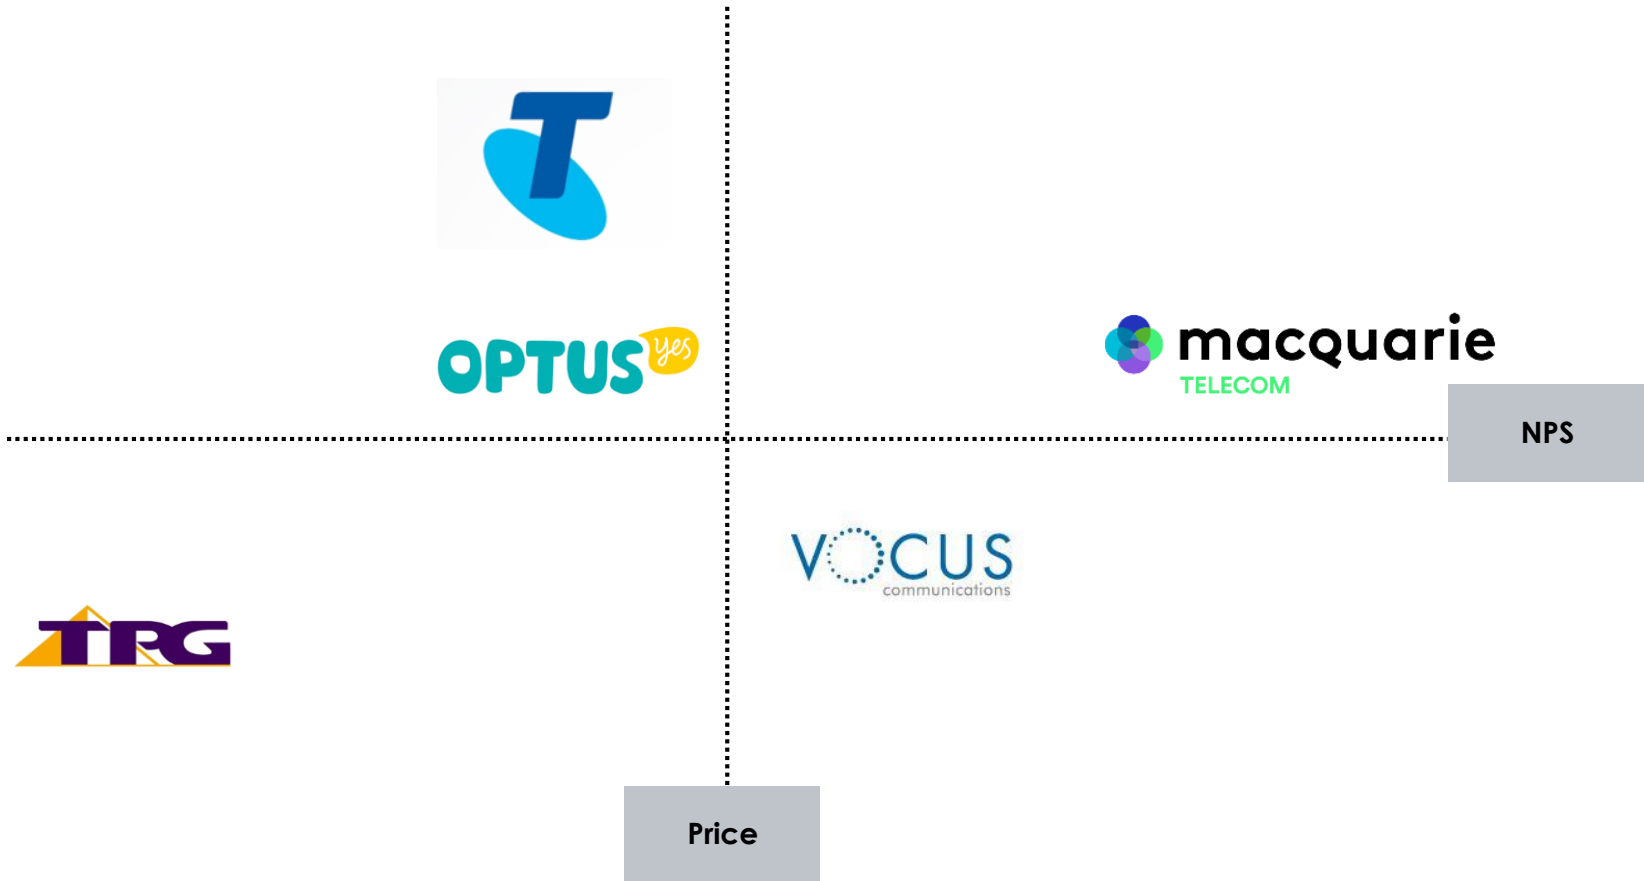 T
OPTUS yes
macquarie
TELECOM
NPS
VOCUS
communications
TPG
Price